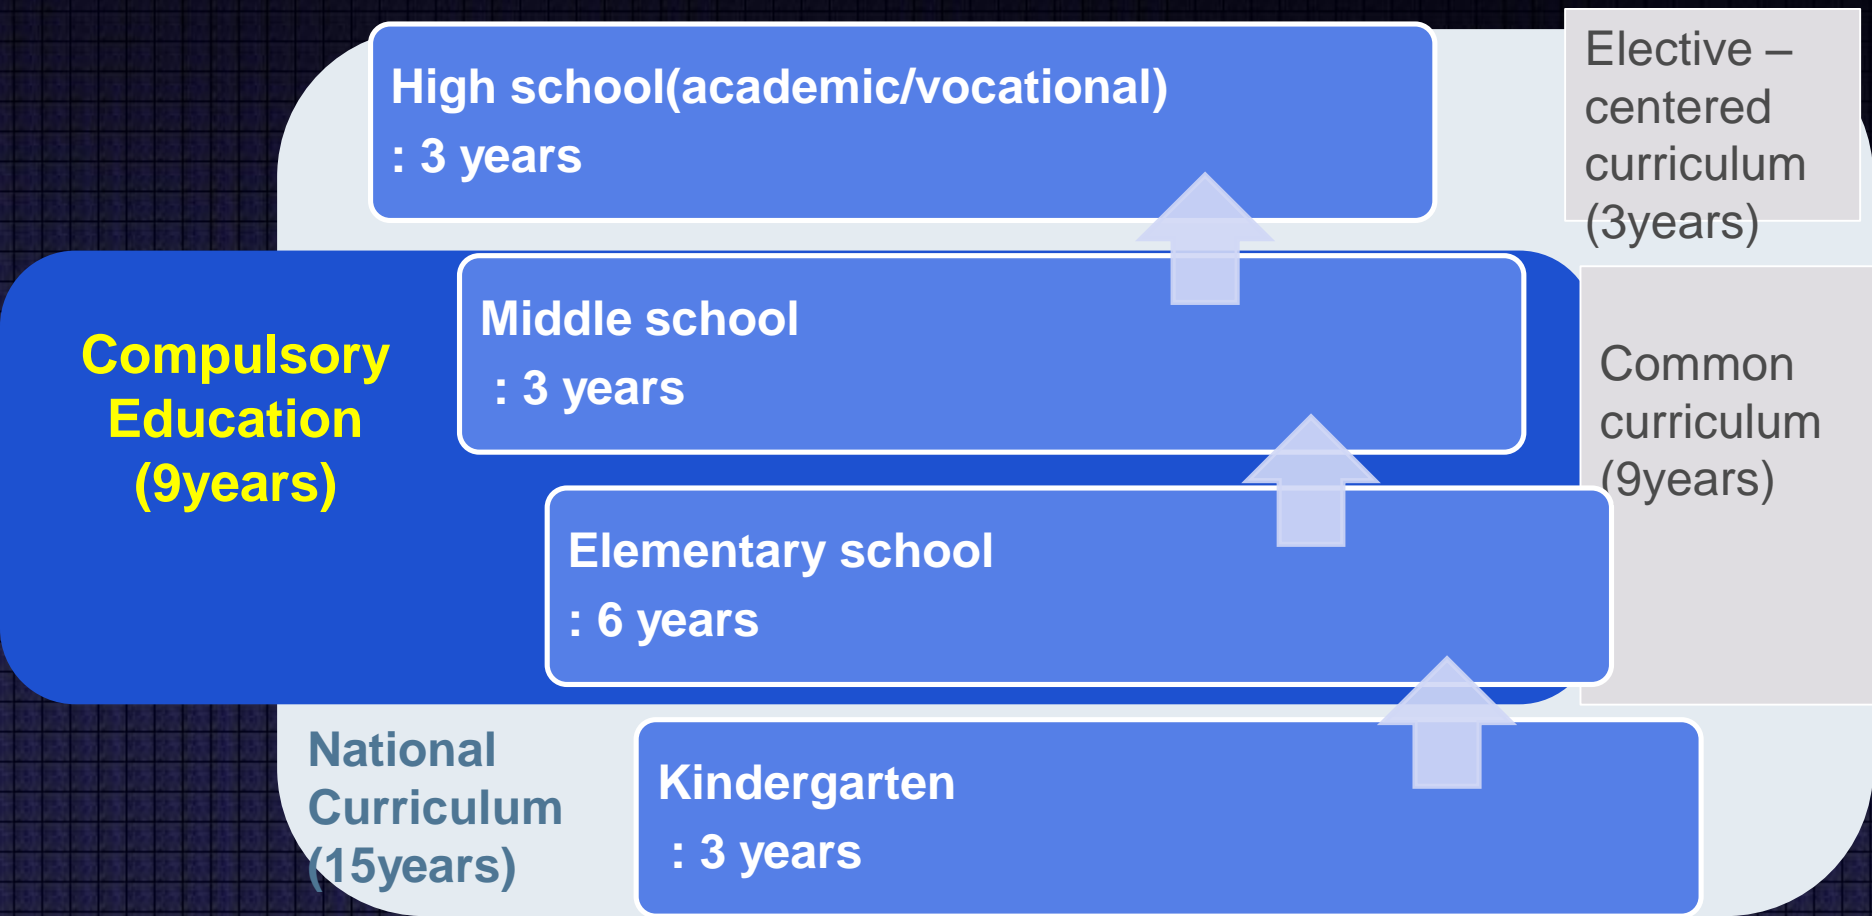 High school(academic/vocational)
: 3 years
Elective –
centered
curriculum
(3years)
Compulsory
Education
(9years)
Middle school
: 3 years
Common
curriculum
(9years)
Elementary school
: 6 years
National
Curriculum
(15years)
Kindergarten
: 3 years